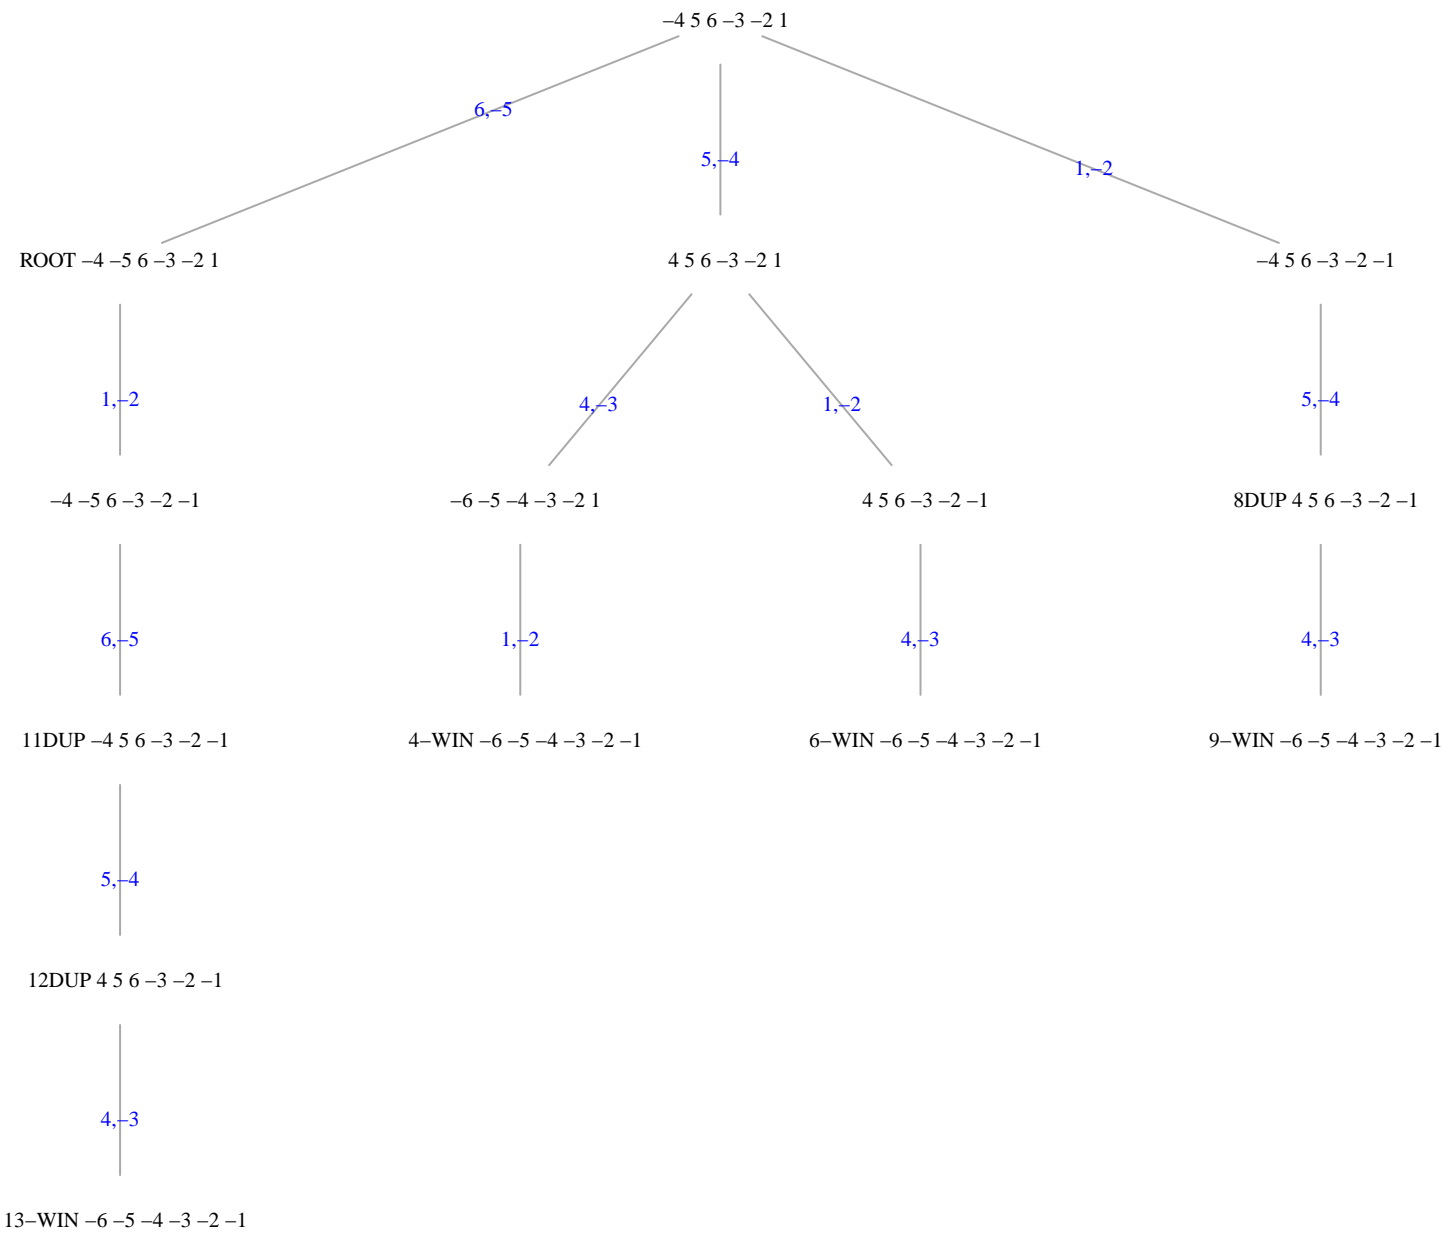 –4 5 6 –3 –2 1
6,–5
5,–4
1,–2
ROOT –4 –5 6 –3 –2 1
4 5 6 –3 –2 1
–4 5 6 –3 –2 –1
1,–2
4,–3
1,–2
5,–4
–4 –5 6 –3 –2 –1
–6 –5 –4 –3 –2 1
4 5 6 –3 –2 –1
8DUP 4 5 6 –3 –2 –1
6,–5
1,–2
4,–3
4,–3
11DUP –4 5 6 –3 –2 –1
4–WIN –6 –5 –4 –3 –2 –1
6–WIN –6 –5 –4 –3 –2 –1
9–WIN –6 –5 –4 –3 –2 –1
5,–4
12DUP 4 5 6 –3 –2 –1
4,–3
13–WIN –6 –5 –4 –3 –2 –1